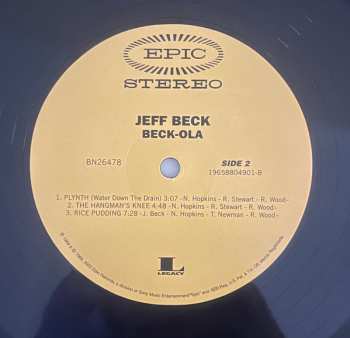 EPIC
STEREO
JEFF BECK
BECK-OLA
BN26478
SIDE 2
19658804901-B
1. PLYNTH (Water Down The Drain) 3:07 -N. Hopkins - R. Stewart - R. Wood-
2. THE HANGMAN'S KNEE 4:48 -N. Hopkins - R. Stewart - R. Wood-
3. RICE PUDDING 7:28 -J. Beck - N. Hopkins - T. Newman - R. Wood-
L
LEGACY